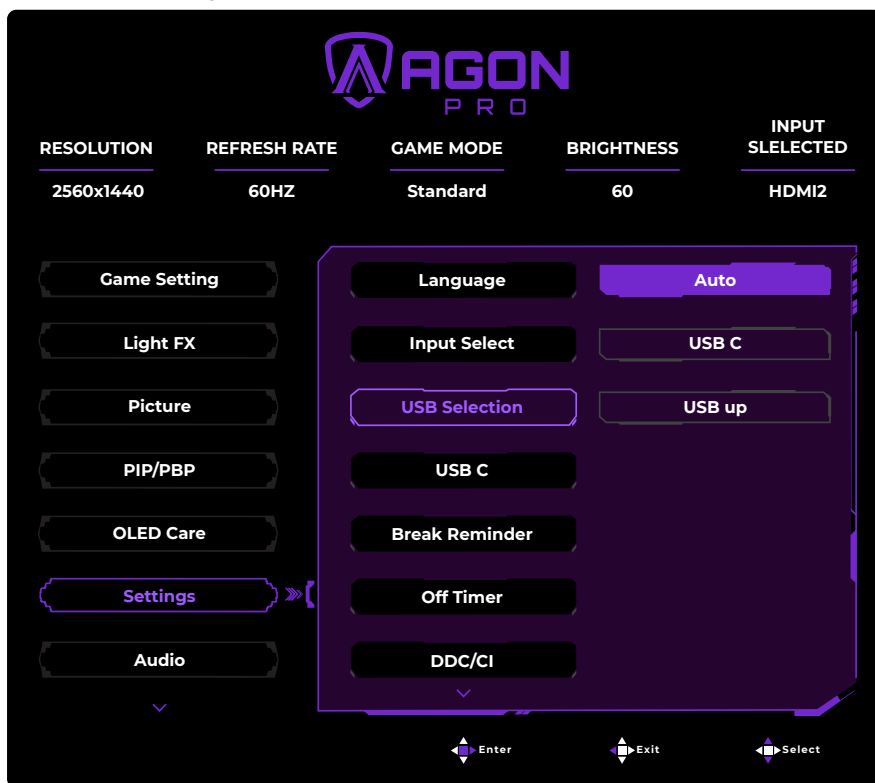 AGON
PRO
RESOLUTION REFRESH RATE GAME MODE BRIGHTNESS INPUT SLELECTED
2560x1440 60HZ Standard 60 HDMI2
Game Setting Language Auto
Light FX Input Select USB C
Picture USB Selection USB up
PIP/PBP USB C
OLED Care Break Reminder
Settings Off Timer
Audio DDC/CI
Enter Exit Select